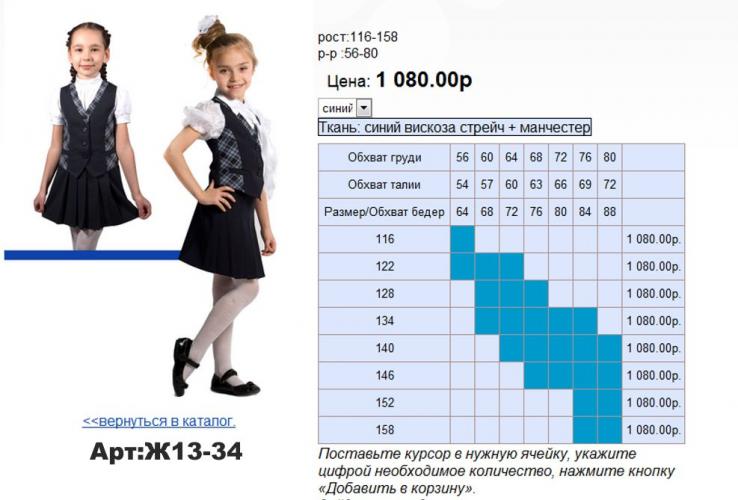 рост:116-158
р-р :56-80
Цена: 1 080.00р
синий
Ткань: синий вискоза стрейч + манчестер
Обхват груди 56 60 64 68 72 76 80
Обхват талии 54 57 60 63 66 69 72
Размер/Обхват бедер 64 68 72 76 80 84 88
116 1 080.00р.
122 1 080.00р.
128 1 080.00р.
134 1 080.00р.
140 1 080.00р.
146 1 080.00р.
152 1 080.00р.
158 1 080.00р.
<<вернуться в каталог.
Арт:Ж13-34
Поставьте курсор в нужную ячейку, укажите
цифрой необходимое количество, нажмите кнопку
«Добавить в корзину».